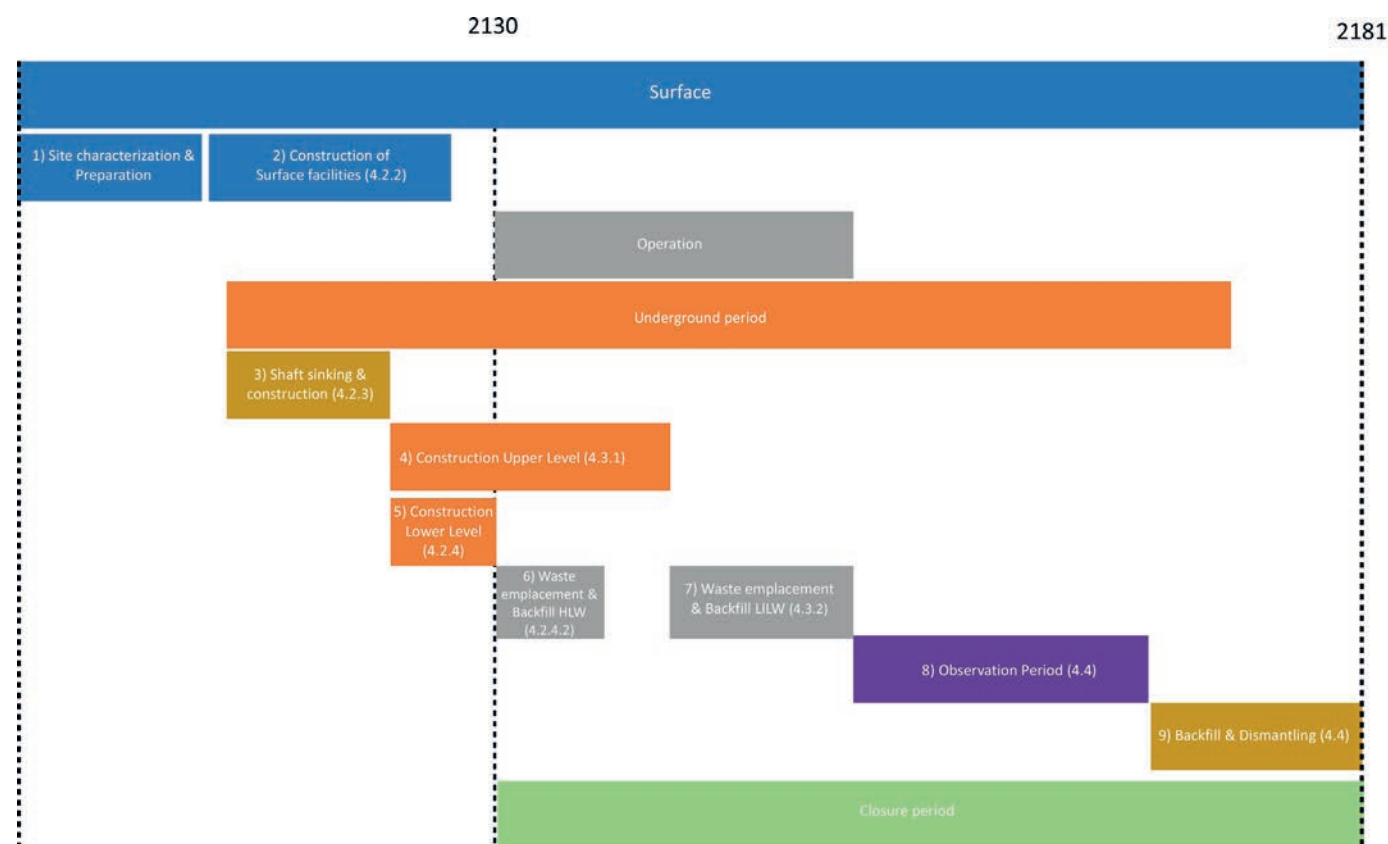 2130
2181
Surface
1) Site characterization &
Preparation
2) Construction of
Surface facilities (4.2.2)
Operation
Underground period
3) Shaft sinking &
construction (4.2.3)
4) Construction Upper Level (4.3.1)
5) Construction
Lower Level
(4.2.4)
6) Waste
emplacement &
Backfill HLW
(4.2.4.2)
7) Waste emplacement
& Backfill LILW (4.3.2)
8) Observation Period (4.4)
9) Backfill & Dismantling (4.4)
Closure period